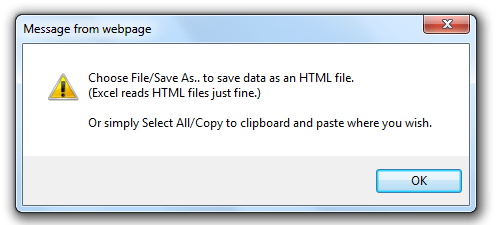 Message from webpage
Choose File/Save As.. to save data as an HTML file.
(Excel reads HTML files just fine.)
Or simply Select All/Copy to clipboard and paste where you wish.
OK